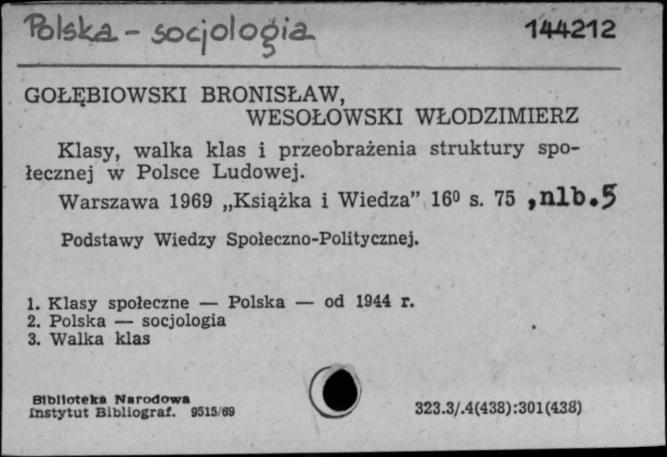 Polska - socjologia 144212
GOŁĘBIOWSKI BRONISŁAW,
WESOŁOWSKI WŁODZIMIERZ
Klasy, walka klas i przeobrażenia struktury spo-
łecznej w Polsce Ludowej.
Warszawa 1969 „Książka i Wiedza” 16⁰ s. 75 , nlb. 5
Podstawy Wiedzy Społeczno-Politycznej.
1. Klasy społeczne — Polska — od 1944 r.
2. Polska — socjologia
3. Walka klas
Biblioteka Narodowa
Instytut Bibliograf. 9515/69 323.3/.4(438):301(438)